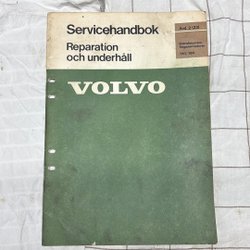 Servicehandbok
Reparation
och underhåll
VOLVO